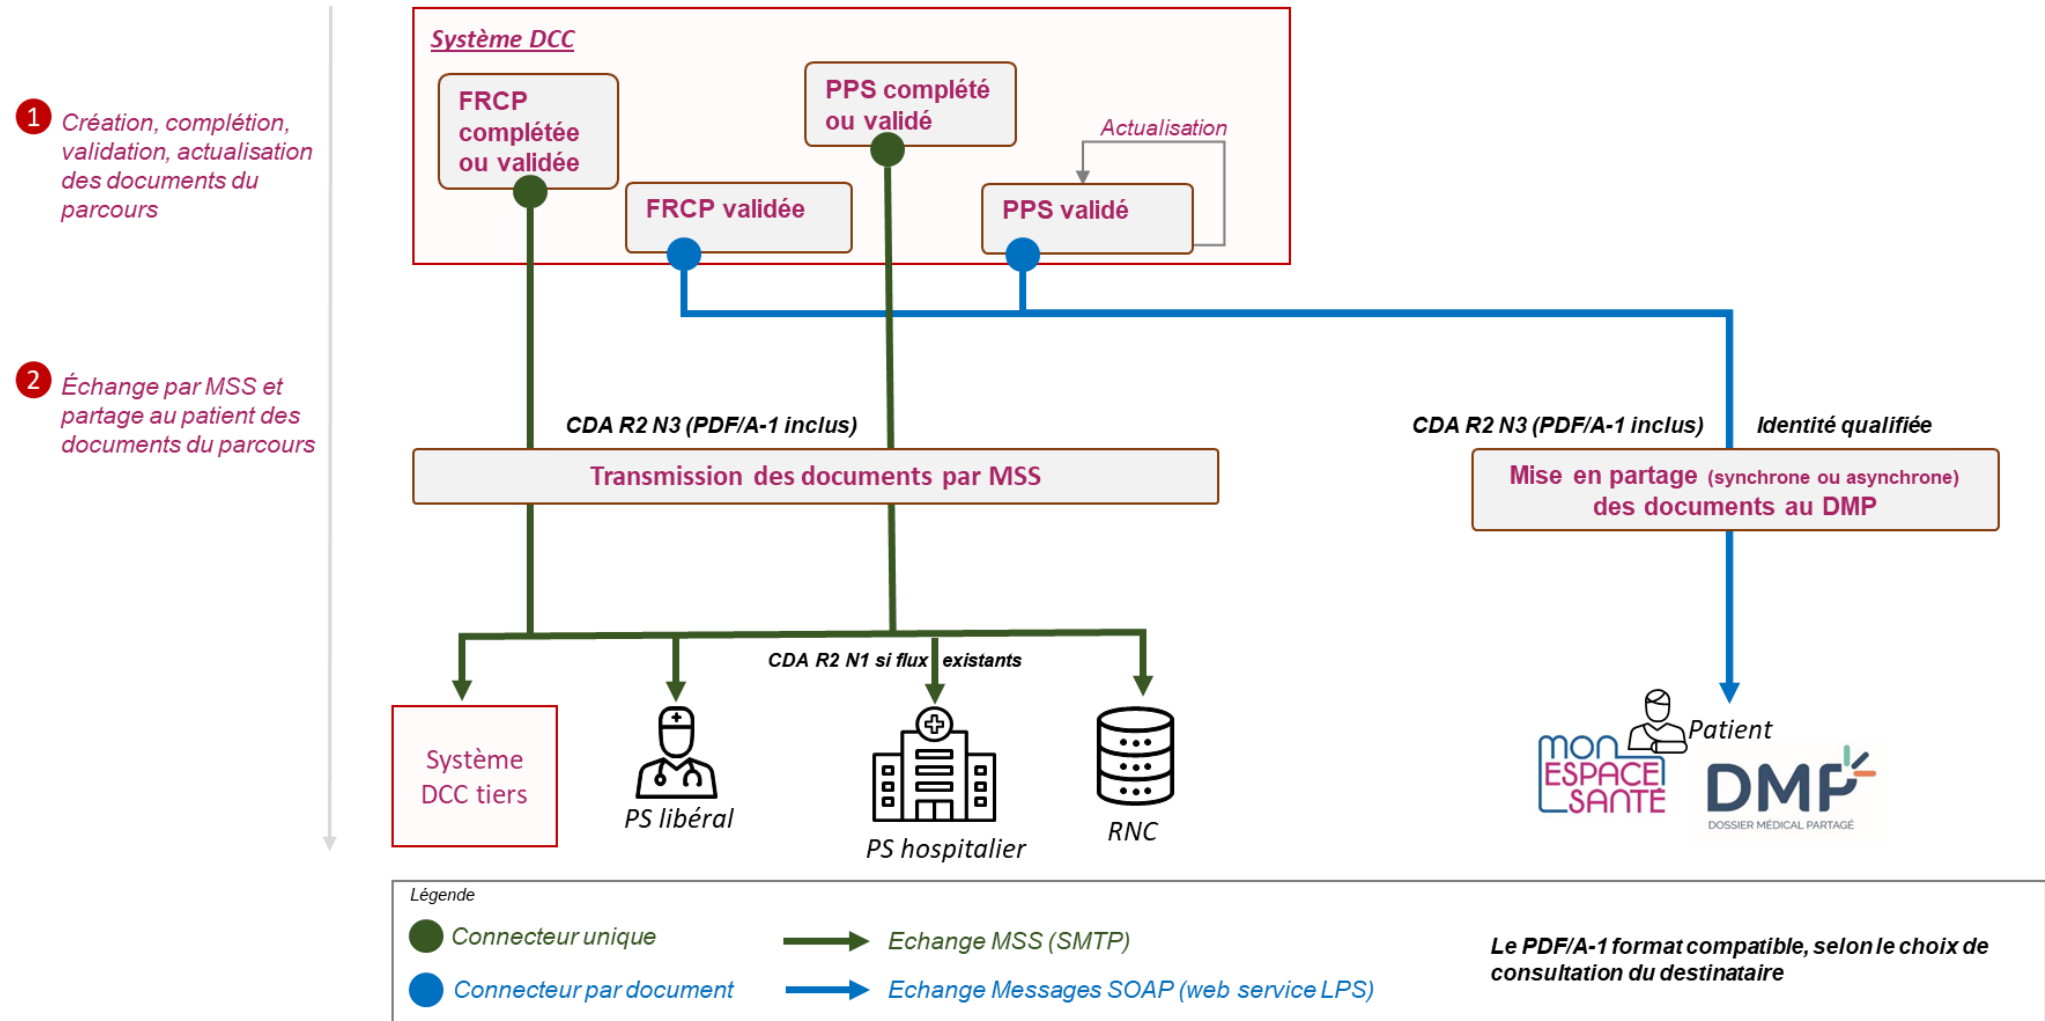 Système DCC
FRCP
complétée
ou validée
PPS complété
ou validé
Actualisation
FRCP validée
PPS validé
1
Création, complétion,
validation, actualisation
des documents du
parcours
2
Échange par MSS et
partage au patient des
documents du parcours
CDA R2 N3 (PDF/A-1 inclus)
CDA R2 N3 (PDF/A-1 inclus)
Identité qualifiée
Transmission des documents par MSS
Mise en partage (synchrone ou asynchrone)
des documents au DMP
CDA R2 N1 si flux existants
Système
DCC tiers
PS libéral
PS hospitalier
RNC
Patient
MON
ESPACE
SANTÉ
DMP
DOSSIER MÉDICAL PARTAGÉ
Légende
Connecteur unique
Echange MSS (SMTP)
Connecteur par document
Echange Messages SOAP (web service LPS)
Le PDF/A-1 format compatible, selon le choix de
consultation du destinataire